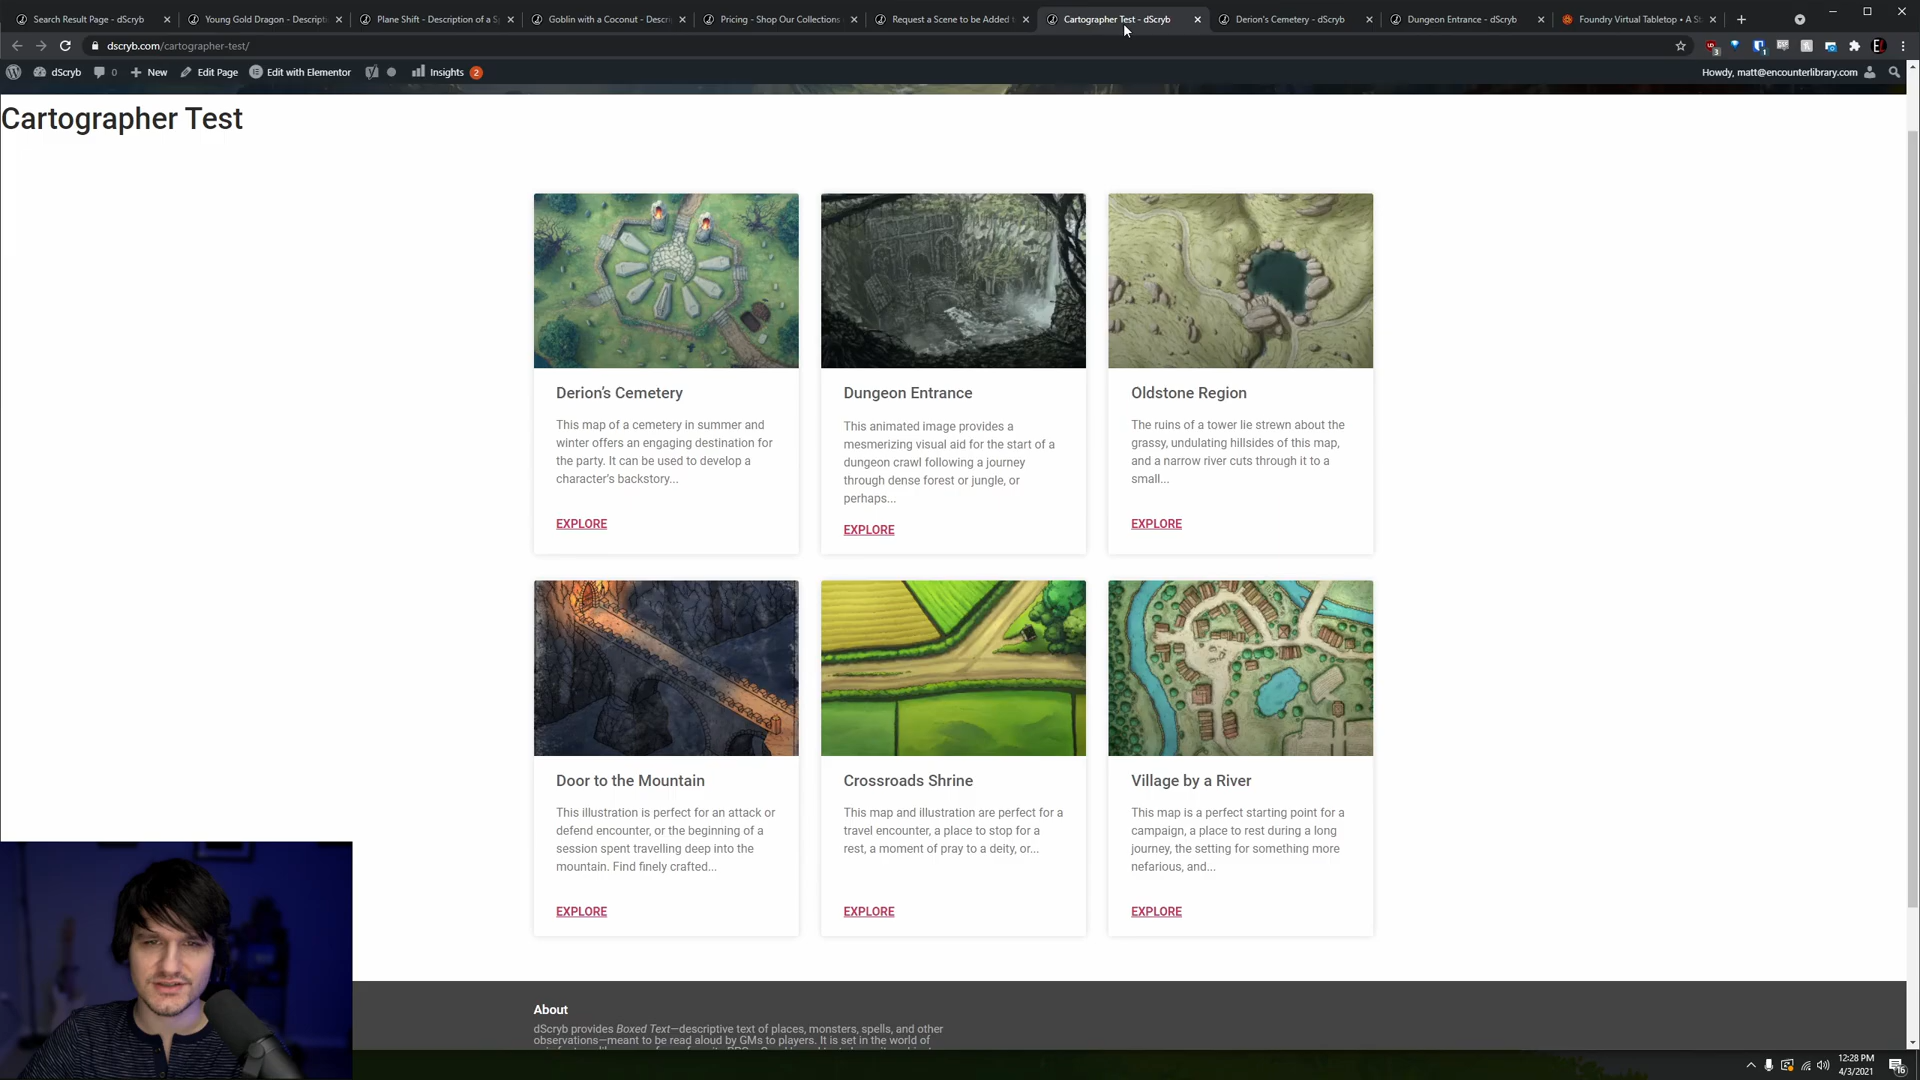 Search Result Page - dScryb
Young Gold Dragon - Descripti
Plane Shift - Description of a Sp
Goblin with a Coconut - Descri
Pricing - Shop Our Collections
Request a Scene to be Added t
Cartographer Test - dScryb
Derion's Cemetery - dScryb
Dungeon Entrance - dScryb
Foundry Virtual Tabletop • A St
dscryb.com/cartographer-test/
dScryb 0 New Edit Page Edit with Elementor Insights 2
Howdy, matt@encounterlibrary.com
Cartographer Test
Derion's Cemetery
This map of a cemetery in summer and
winter offers an engaging destination for
the party. It can be used to develop a
character's backstory...
EXPLORE
Dungeon Entrance
This animated image provides a
mesmerizing visual aid for the start of a
dungeon crawl following a journey
through dense forest or jungle, or
perhaps...
EXPLORE
Oldstone Region
The ruins of a tower lie strewn about the
grassy, undulating hillsides of this map,
and a narrow river cuts through it to a
small...
EXPLORE
Door to the Mountain
This illustration is perfect for an attack or
defend encounter, or the beginning of a
session spent travelling deep into the
mountain. Find finely crafted...
EXPLORE
Crossroads Shrine
This map and illustration are perfect for a
travel encounter, a place to stop for a
rest, a moment of pray to a deity, or...
EXPLORE
Village by a River
This map is a perfect starting point for a
campaign, a place to rest during a long
journey, the setting for something more
nefarious, and...
EXPLORE
About
dScryb provides Boxed Text—descriptive text of places, monsters, spells, and other
observations—meant to be read aloud by GMs to players. It is set in the world of
12:28 PM
4/3/2021